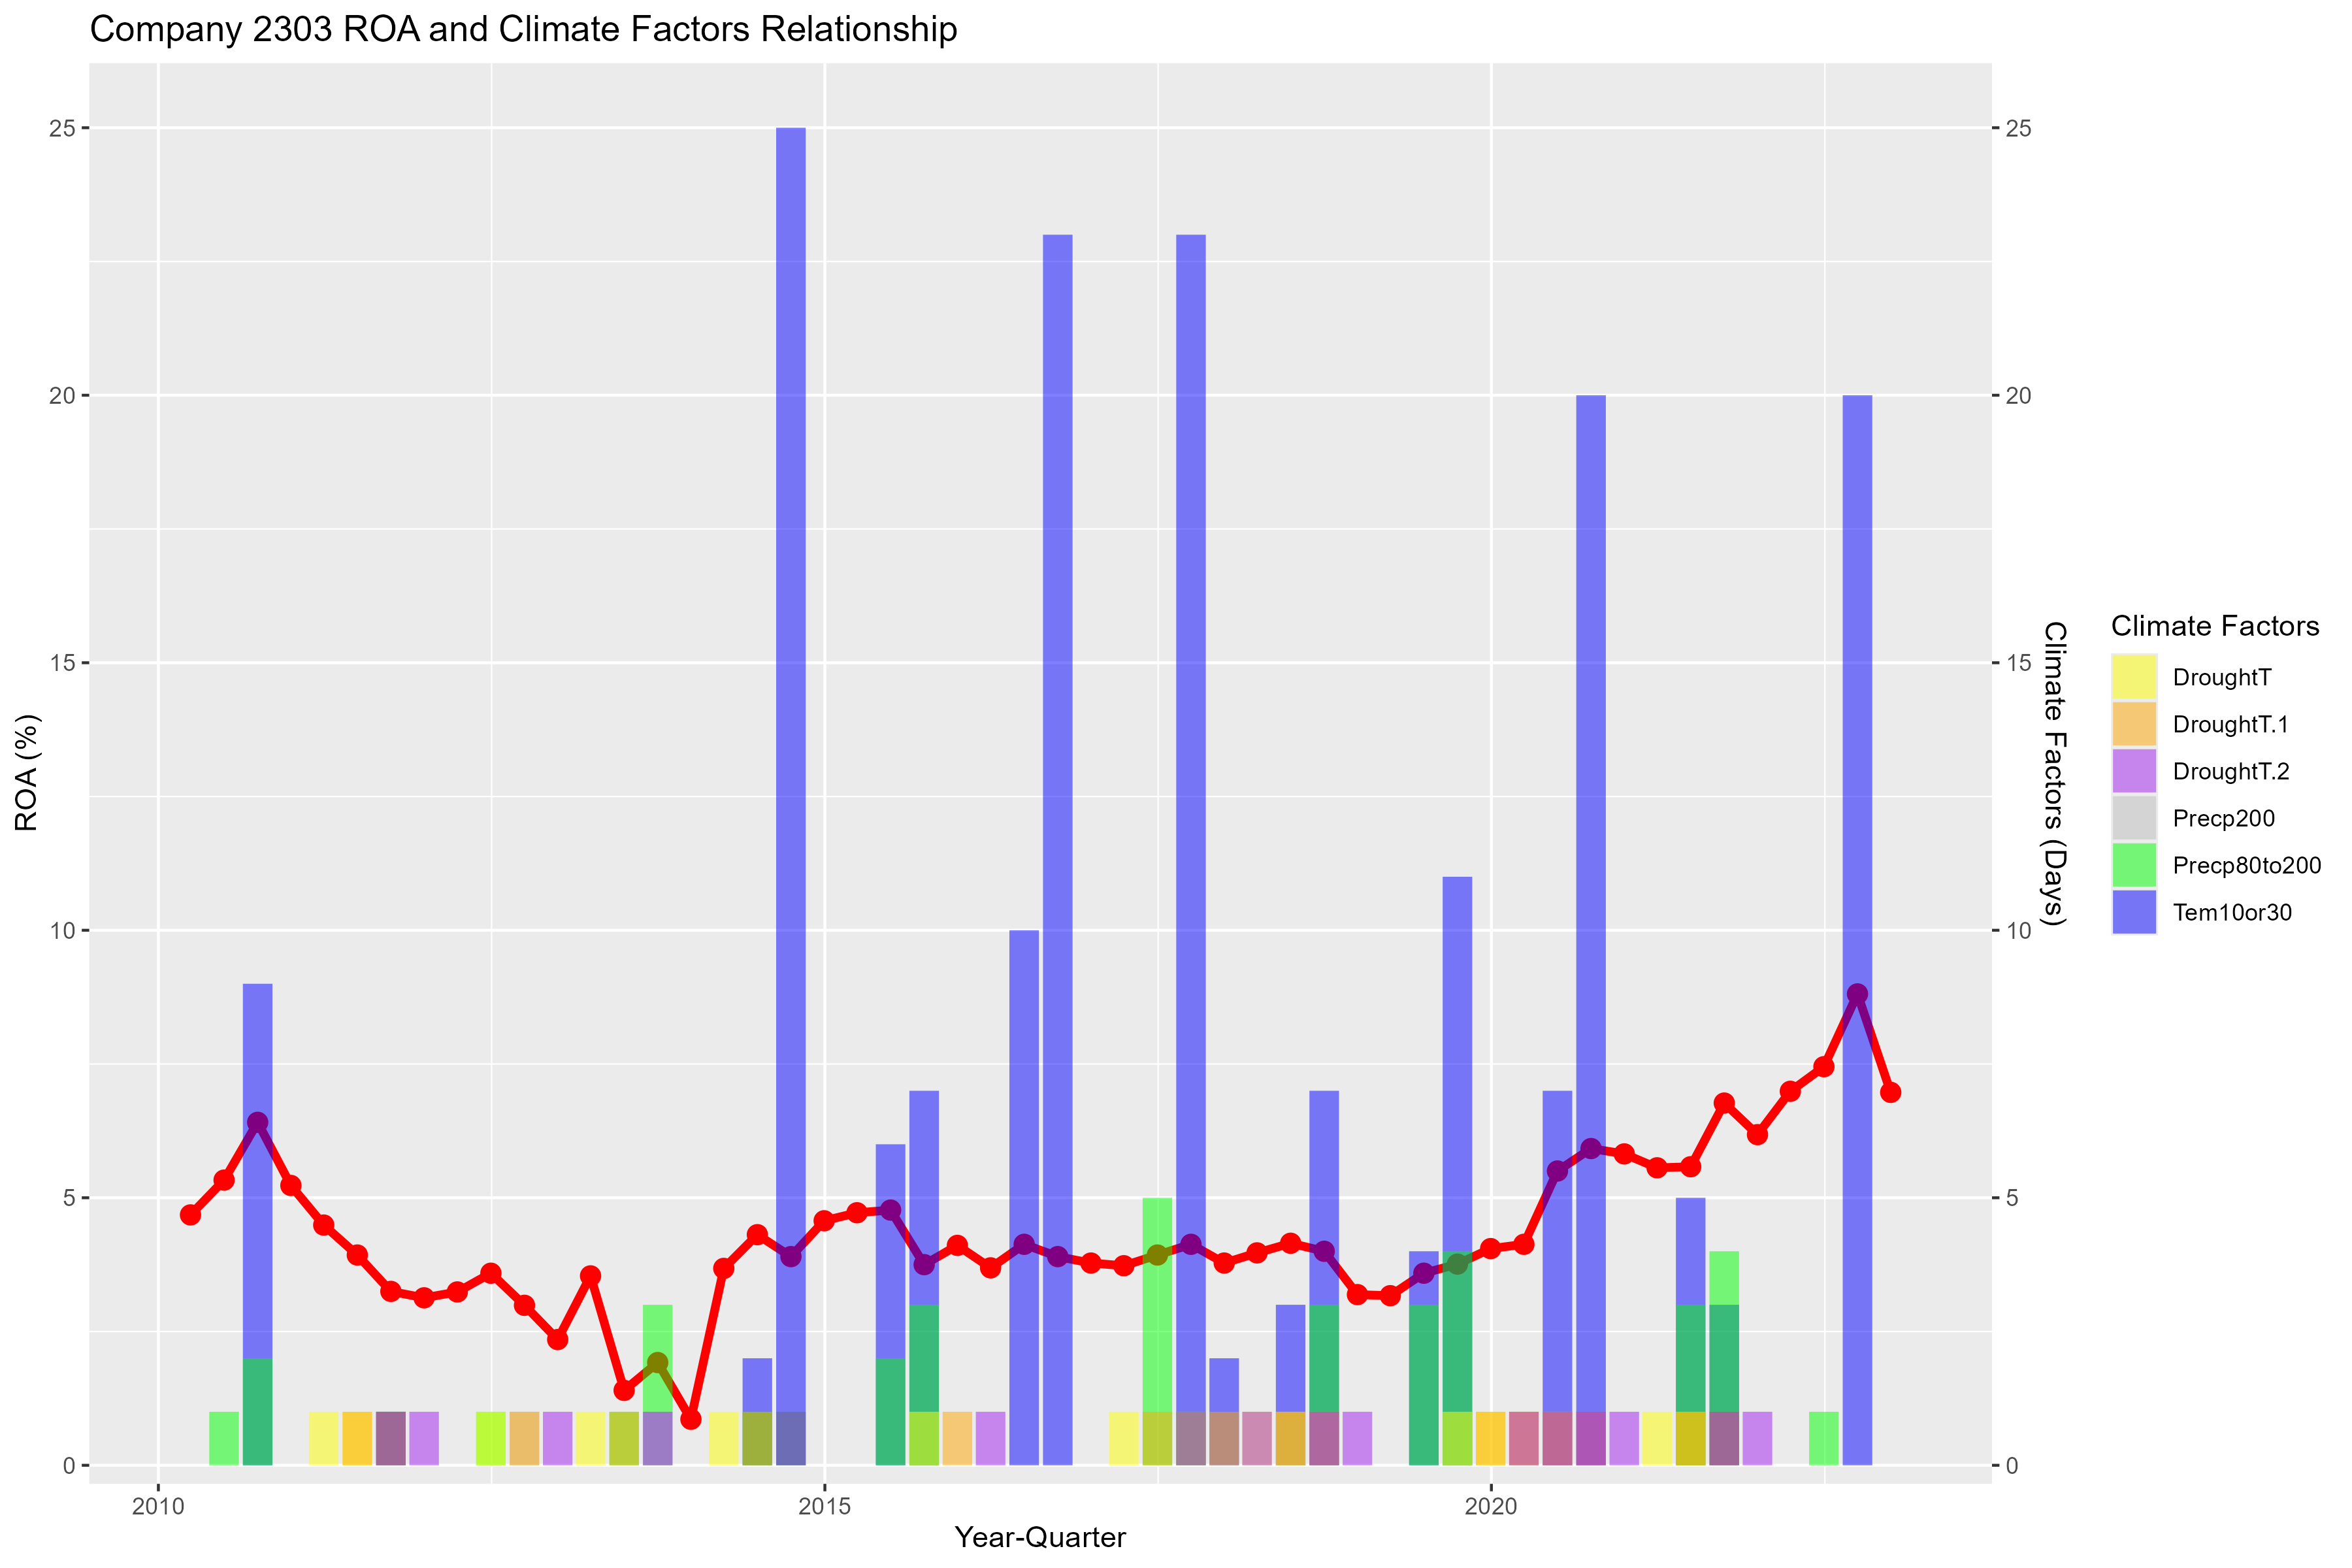 Company 2303 ROA and Climate Factors Relationship
25
20
15
10
5
0
ROA (%)
25
20
15
10
5
0
Climate Factors (Days)
2010
2015
2020
Year-Quarter
Climate Factors
DroughtT
DroughtT.1
DroughtT.2
Precp200
Precp80to200
Tem10or30